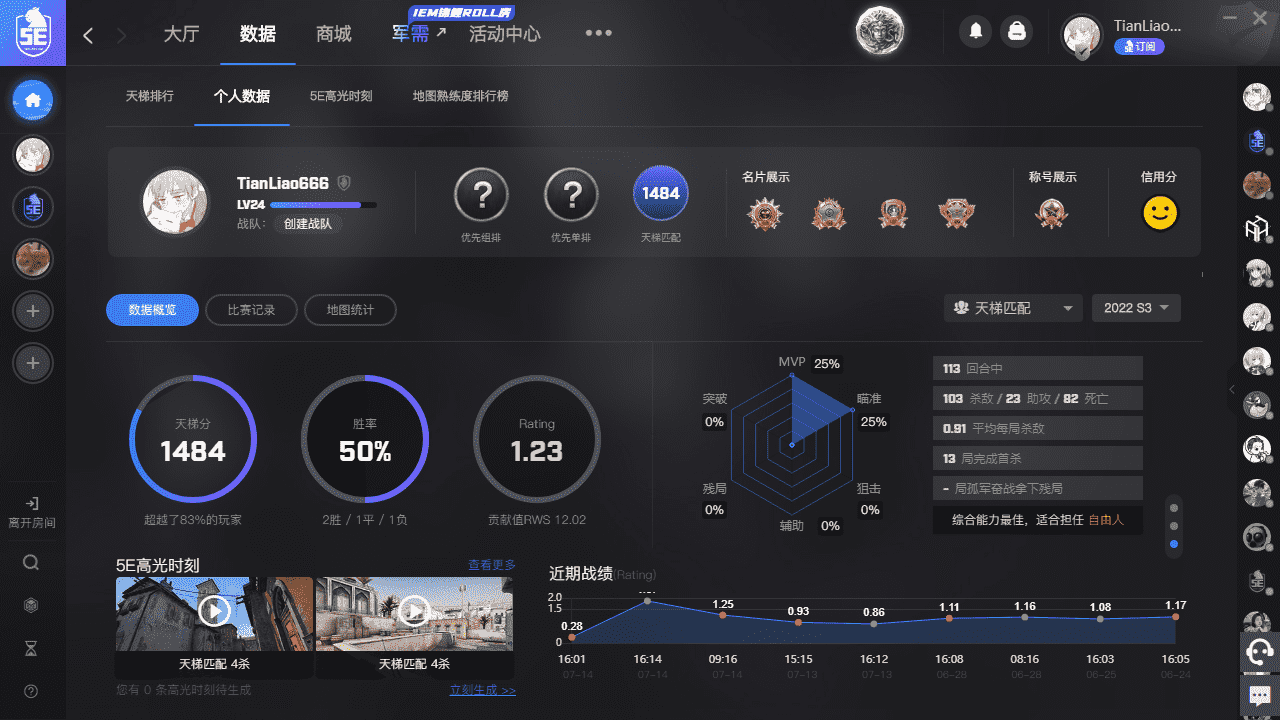 IEM锦鲤ROLL房
大厅 数据 商城 军需 活动中心 •••
TianLiao...
订阅
天梯排行 个人数据 5E高光时刻 地图熟练度排行榜
TianLiao666
LV24
战队： 创建战队
1484
优先组排 优先单排 天梯匹配
名片展示 称号展示 信用分
数据概览 比赛记录 地图统计
天梯匹配 2022 S3
天梯分
1484
超越了83%的玩家
胜率
50%
2胜 / 1平 / 1负
Rating
1.23
贡献值RWS 12.02
MVP 25%
突破 0%
瞄准 25%
残局 0%
狙击 0%
辅助 0%
113 回合中
103 杀敌 / 23 助攻 / 82 死亡
0.91 平均每局杀数
13 局完成首杀
- 局孤军奋战拿下残局
综合能力最佳，适合担任 自由人
离开房间
5E高光时刻 查看更多
天梯匹配 4杀 天梯匹配 4杀
您有 0 条高光时刻待生成 立刻生成 >>
近期战绩(Rating)
2.0
1.5
0
0.28 1.25 0.93 0.86 1.11 1.16 1.08 1.17
16:01 16:14 09:16 15:15 16:12 16:08 08:16 16:03 16:05
07-14 07-14 07-14 07-13 07-13 06-28 06-28 06-25 06-24